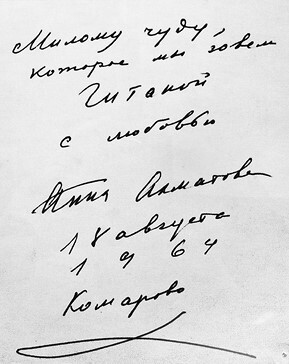 Милому чуду,
которое мы зовем
Гитаной
с любовью
Анна Ахматова
18 августа
1964
Комарово